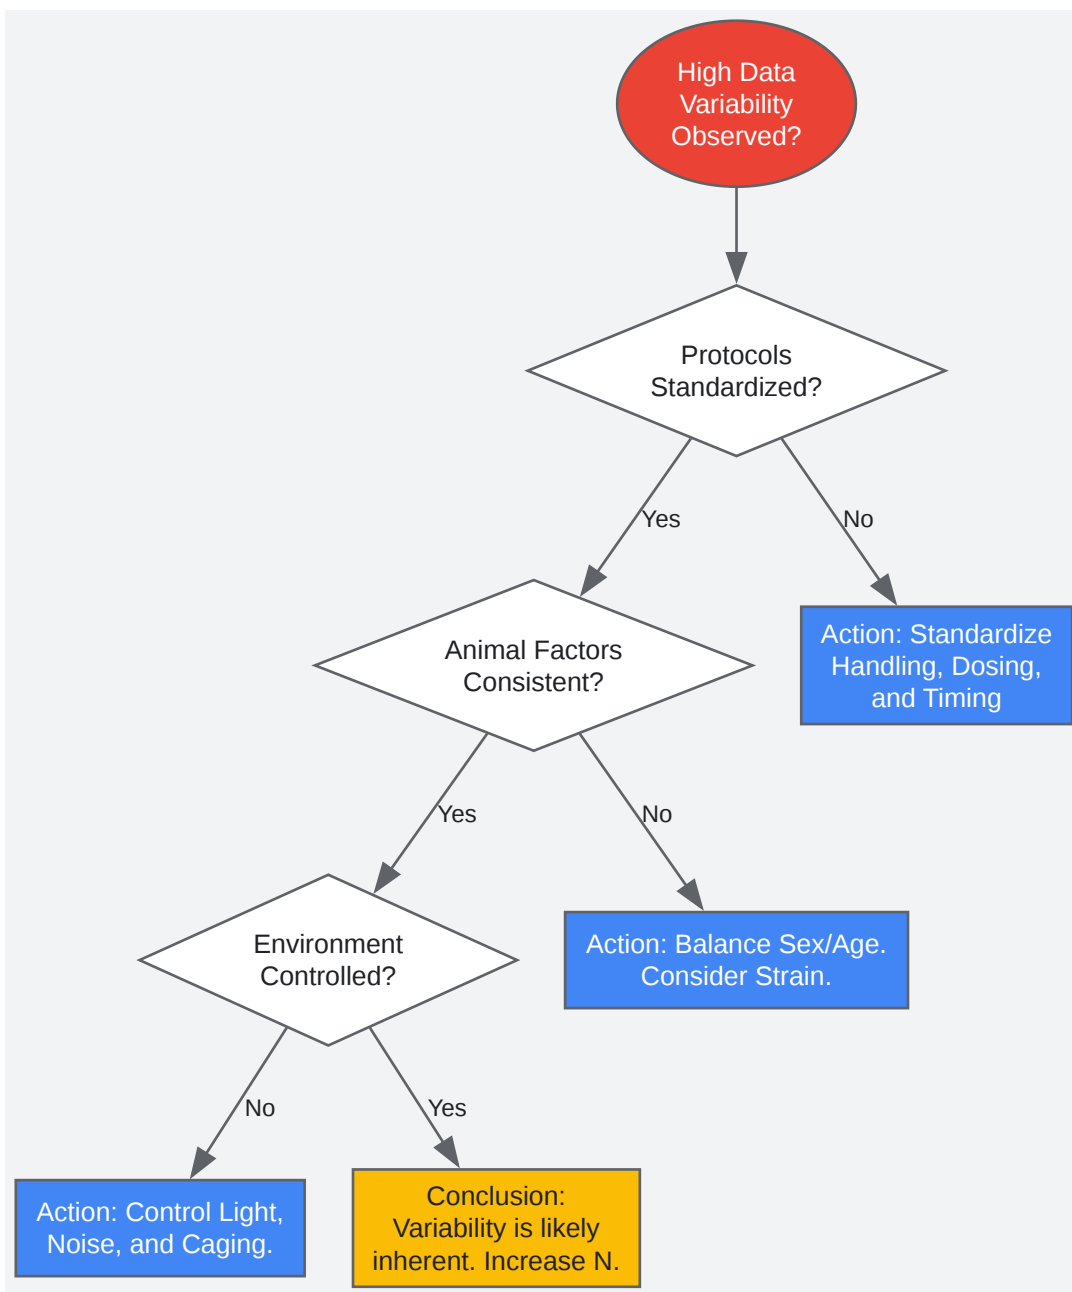 High Data
Variability
Observed?
Protocols
Standardized?
Yes
No
Action: Standardize
Handling, Dosing,
and Timing
Animal Factors
Consistent?
Yes
No
Action: Balance Sex/Age.
Consider Strain.
Environment
Controlled?
No
Yes
Action: Control Light,
Noise, and Caging.
Conclusion:
Variability is likely
inherent. Increase N.